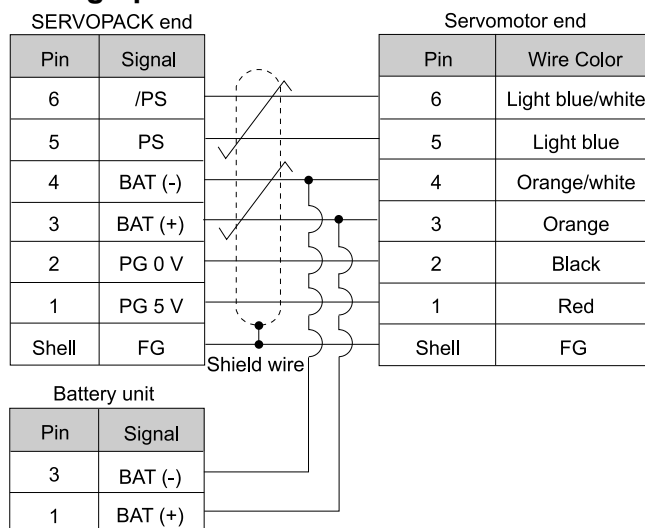 SERVOPACK end
Pin Signal
6 /PS
5 PS
4 BAT (-)
3 BAT (+)
2 PG 0 V
1 PG 5 V
Shell FG
Shield wire
Servomotor end
Pin Wire Color
6 Light blue/white
5 Light blue
4 Orange/white
3 Orange
2 Black
1 Red
Shell FG
Battery unit
Pin Signal
3 BAT (-)
1 BAT (+)